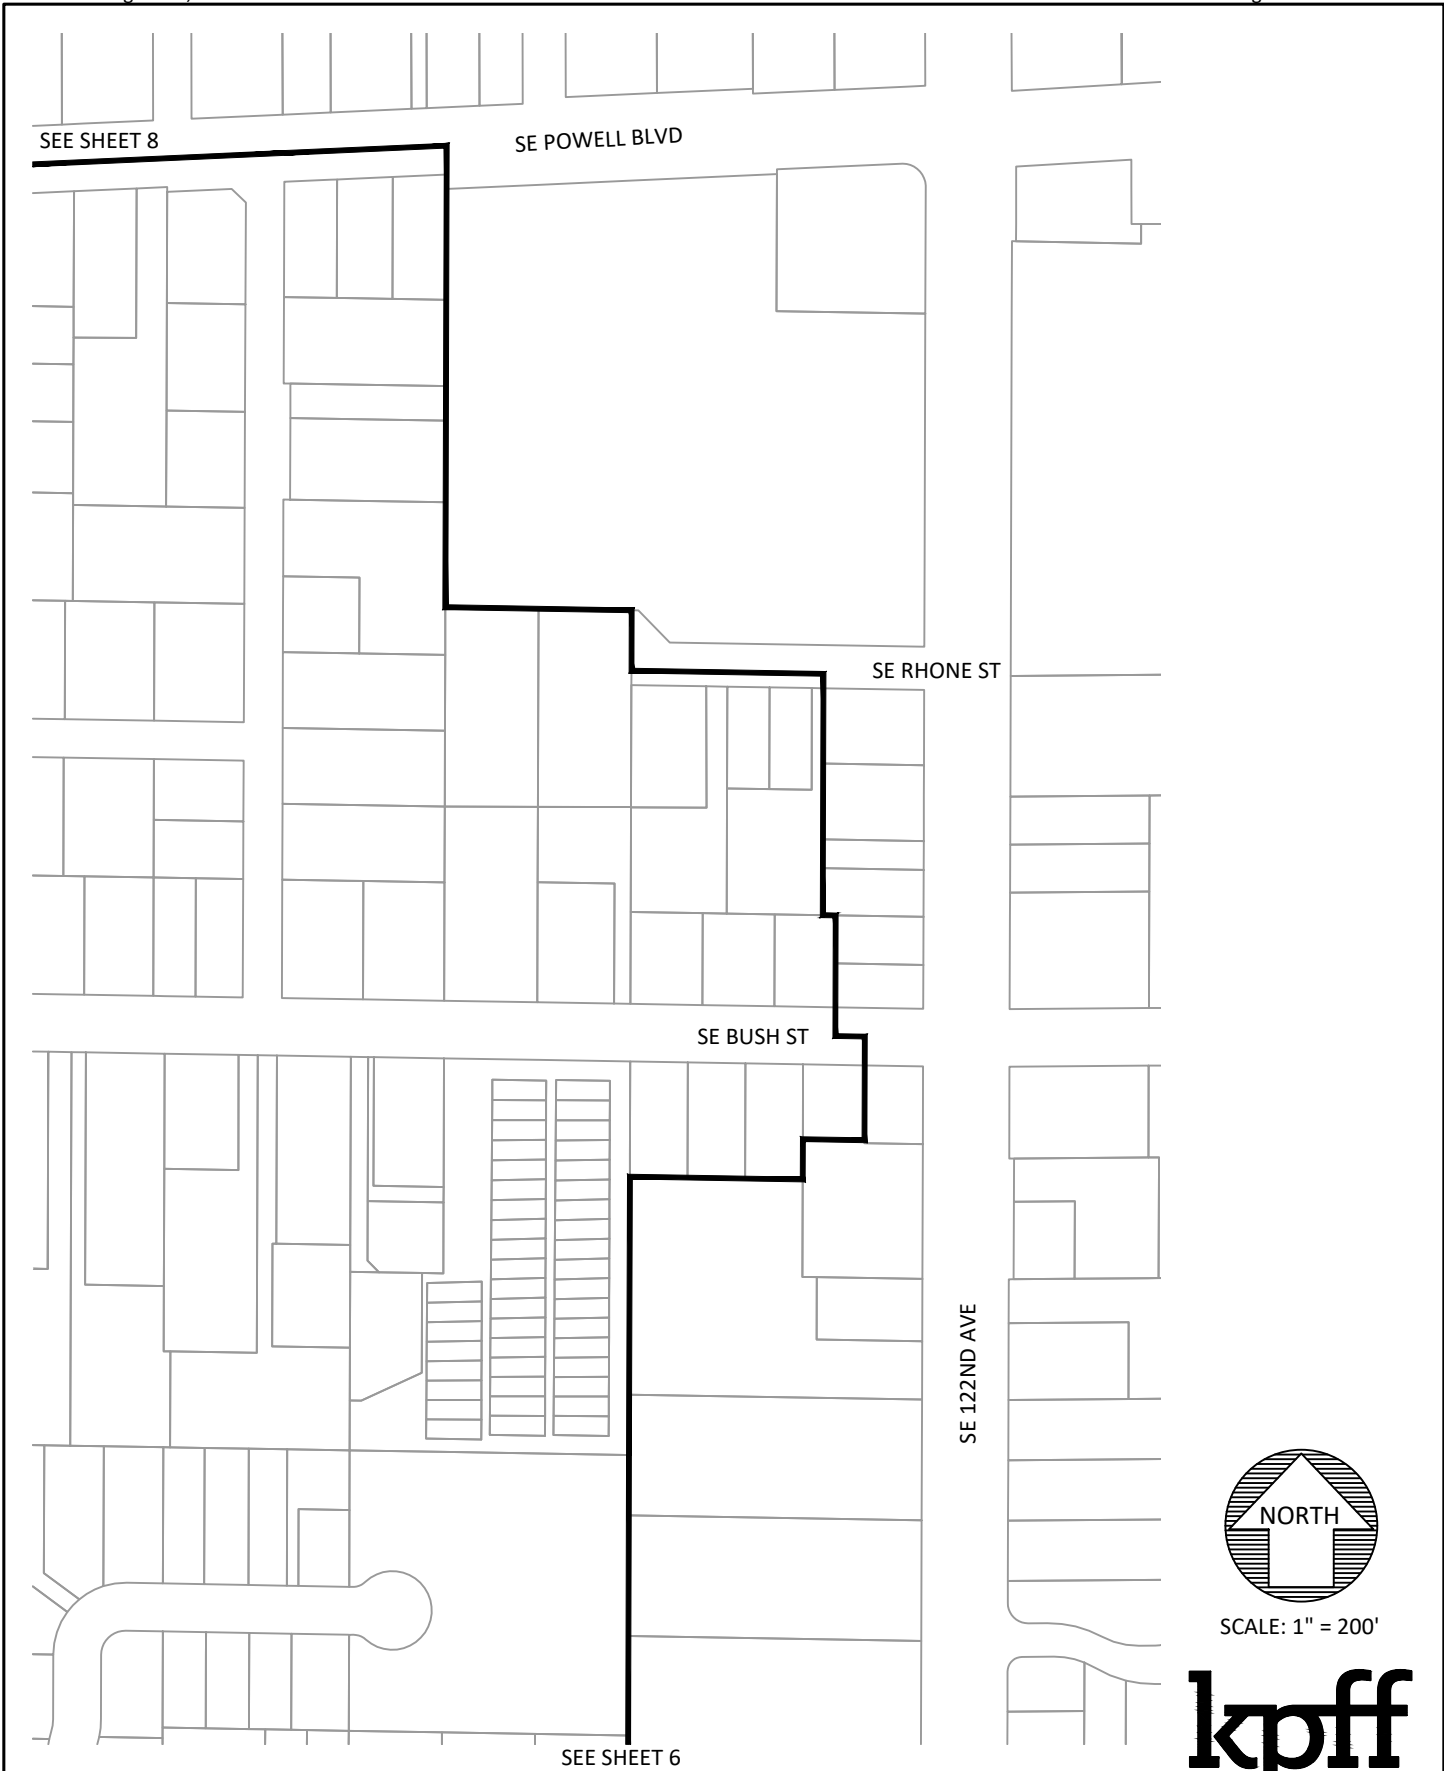 SEE SHEET 8
SE POWELL BLVD
SE RHONE ST
SE BUSH ST
SE 122ND AVE
NORTH
SCALE: 1" = 200'
kpff
SEE SHEET 6